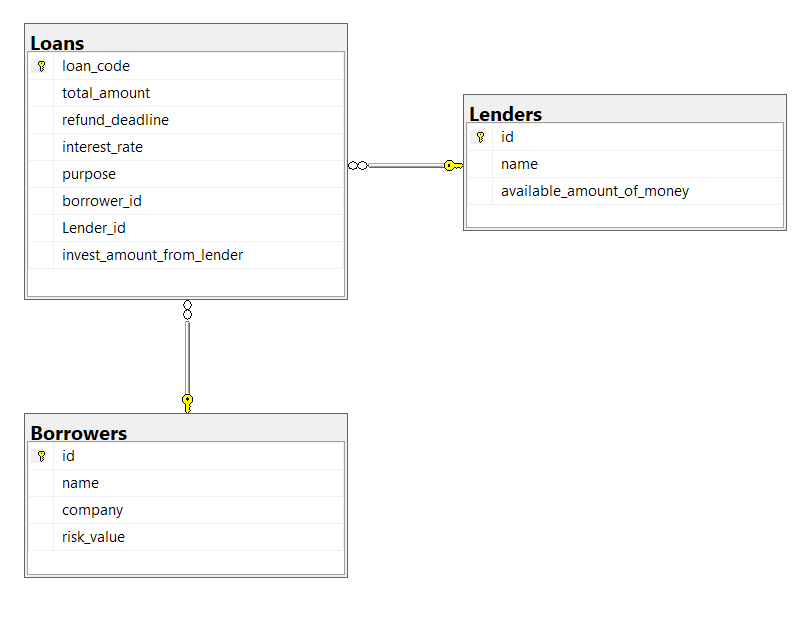 Loans
loan_code
total_amount
refund_deadline
interest_rate
purpose
borrower_id
Lender_id
invest_amount_from_lender
Lenders
id
name
available_amount_of_money
Borrowers
id
name
company
risk_value